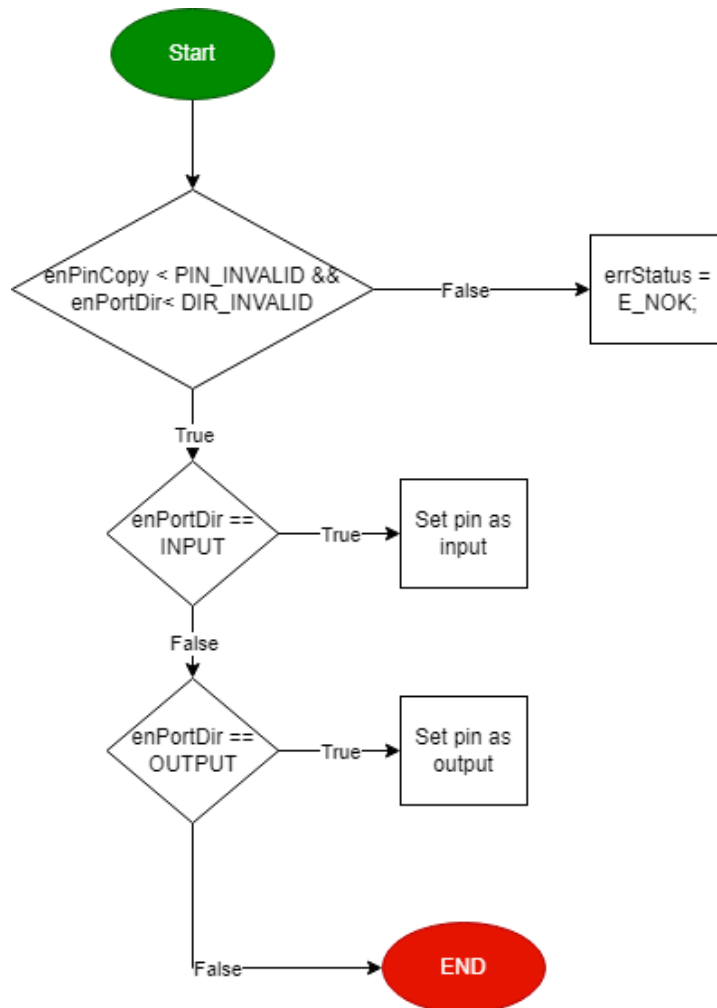 Start
enPinCopy < PIN_INVALID &&
enPortDir< DIR_INVALID
False
errStatus =
E_NOK;
True
enPortDir ==
INPUT
True
Set pin as
input
False
enPortDir ==
OUTPUT
True
Set pin as
output
False
END